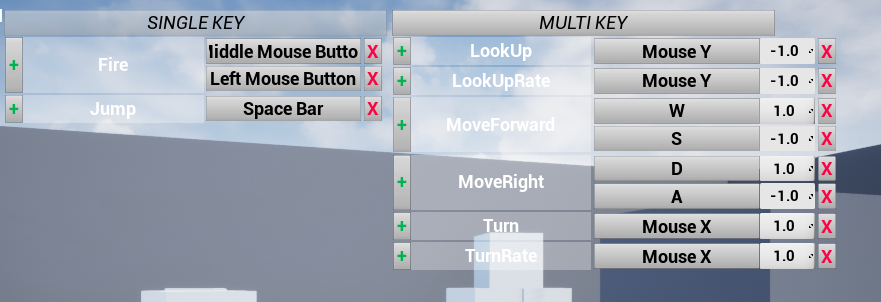 SINGLE KEY
+ Fire iddle Mouse Butto X
Left Mouse Button X
+ Jump Space Bar X
MULTI KEY
+ LookUp Mouse Y -1.0 X
+ LookUpRate Mouse Y -1.0 X
+ MoveForward W 1.0 X
S -1.0 X
+ MoveRight D 1.0 X
A -1.0 X
+ Turn Mouse X 1.0 X
+ TurnRate Mouse X 1.0 X